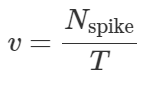 v = N_spike / T